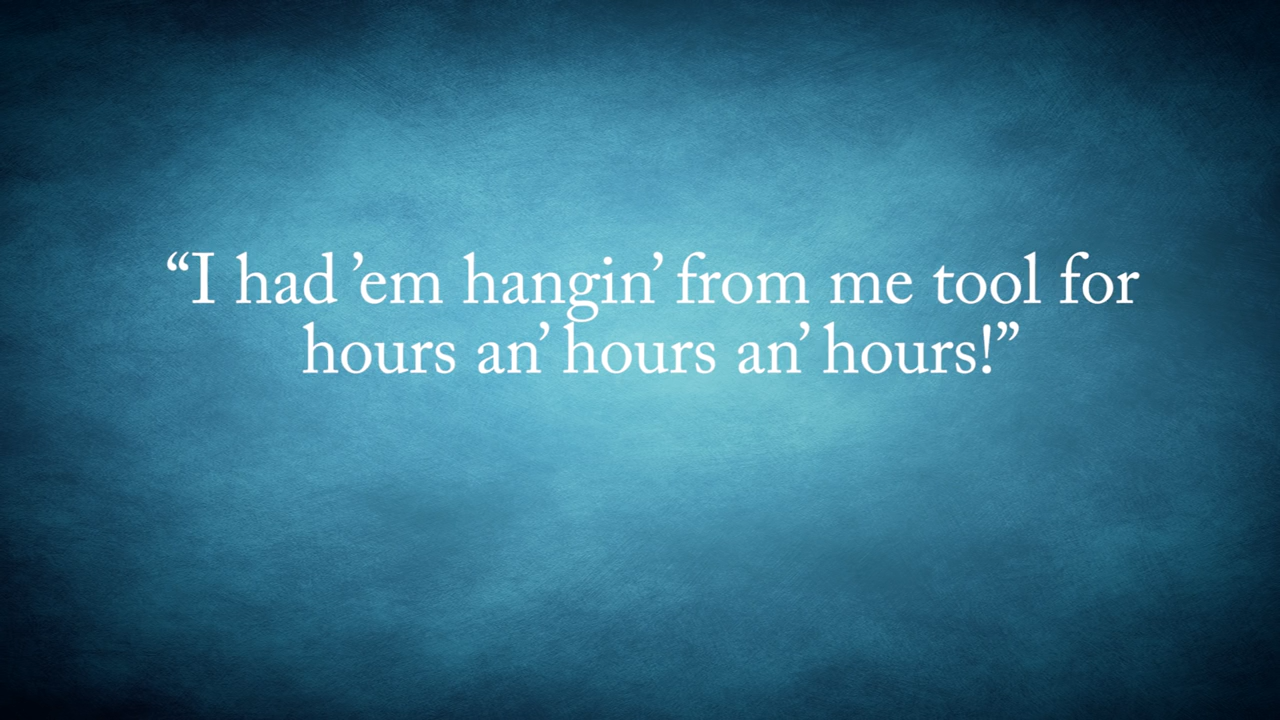 “I had ’em hangin’ from me tool for
hours an’ hours an’ hours!”